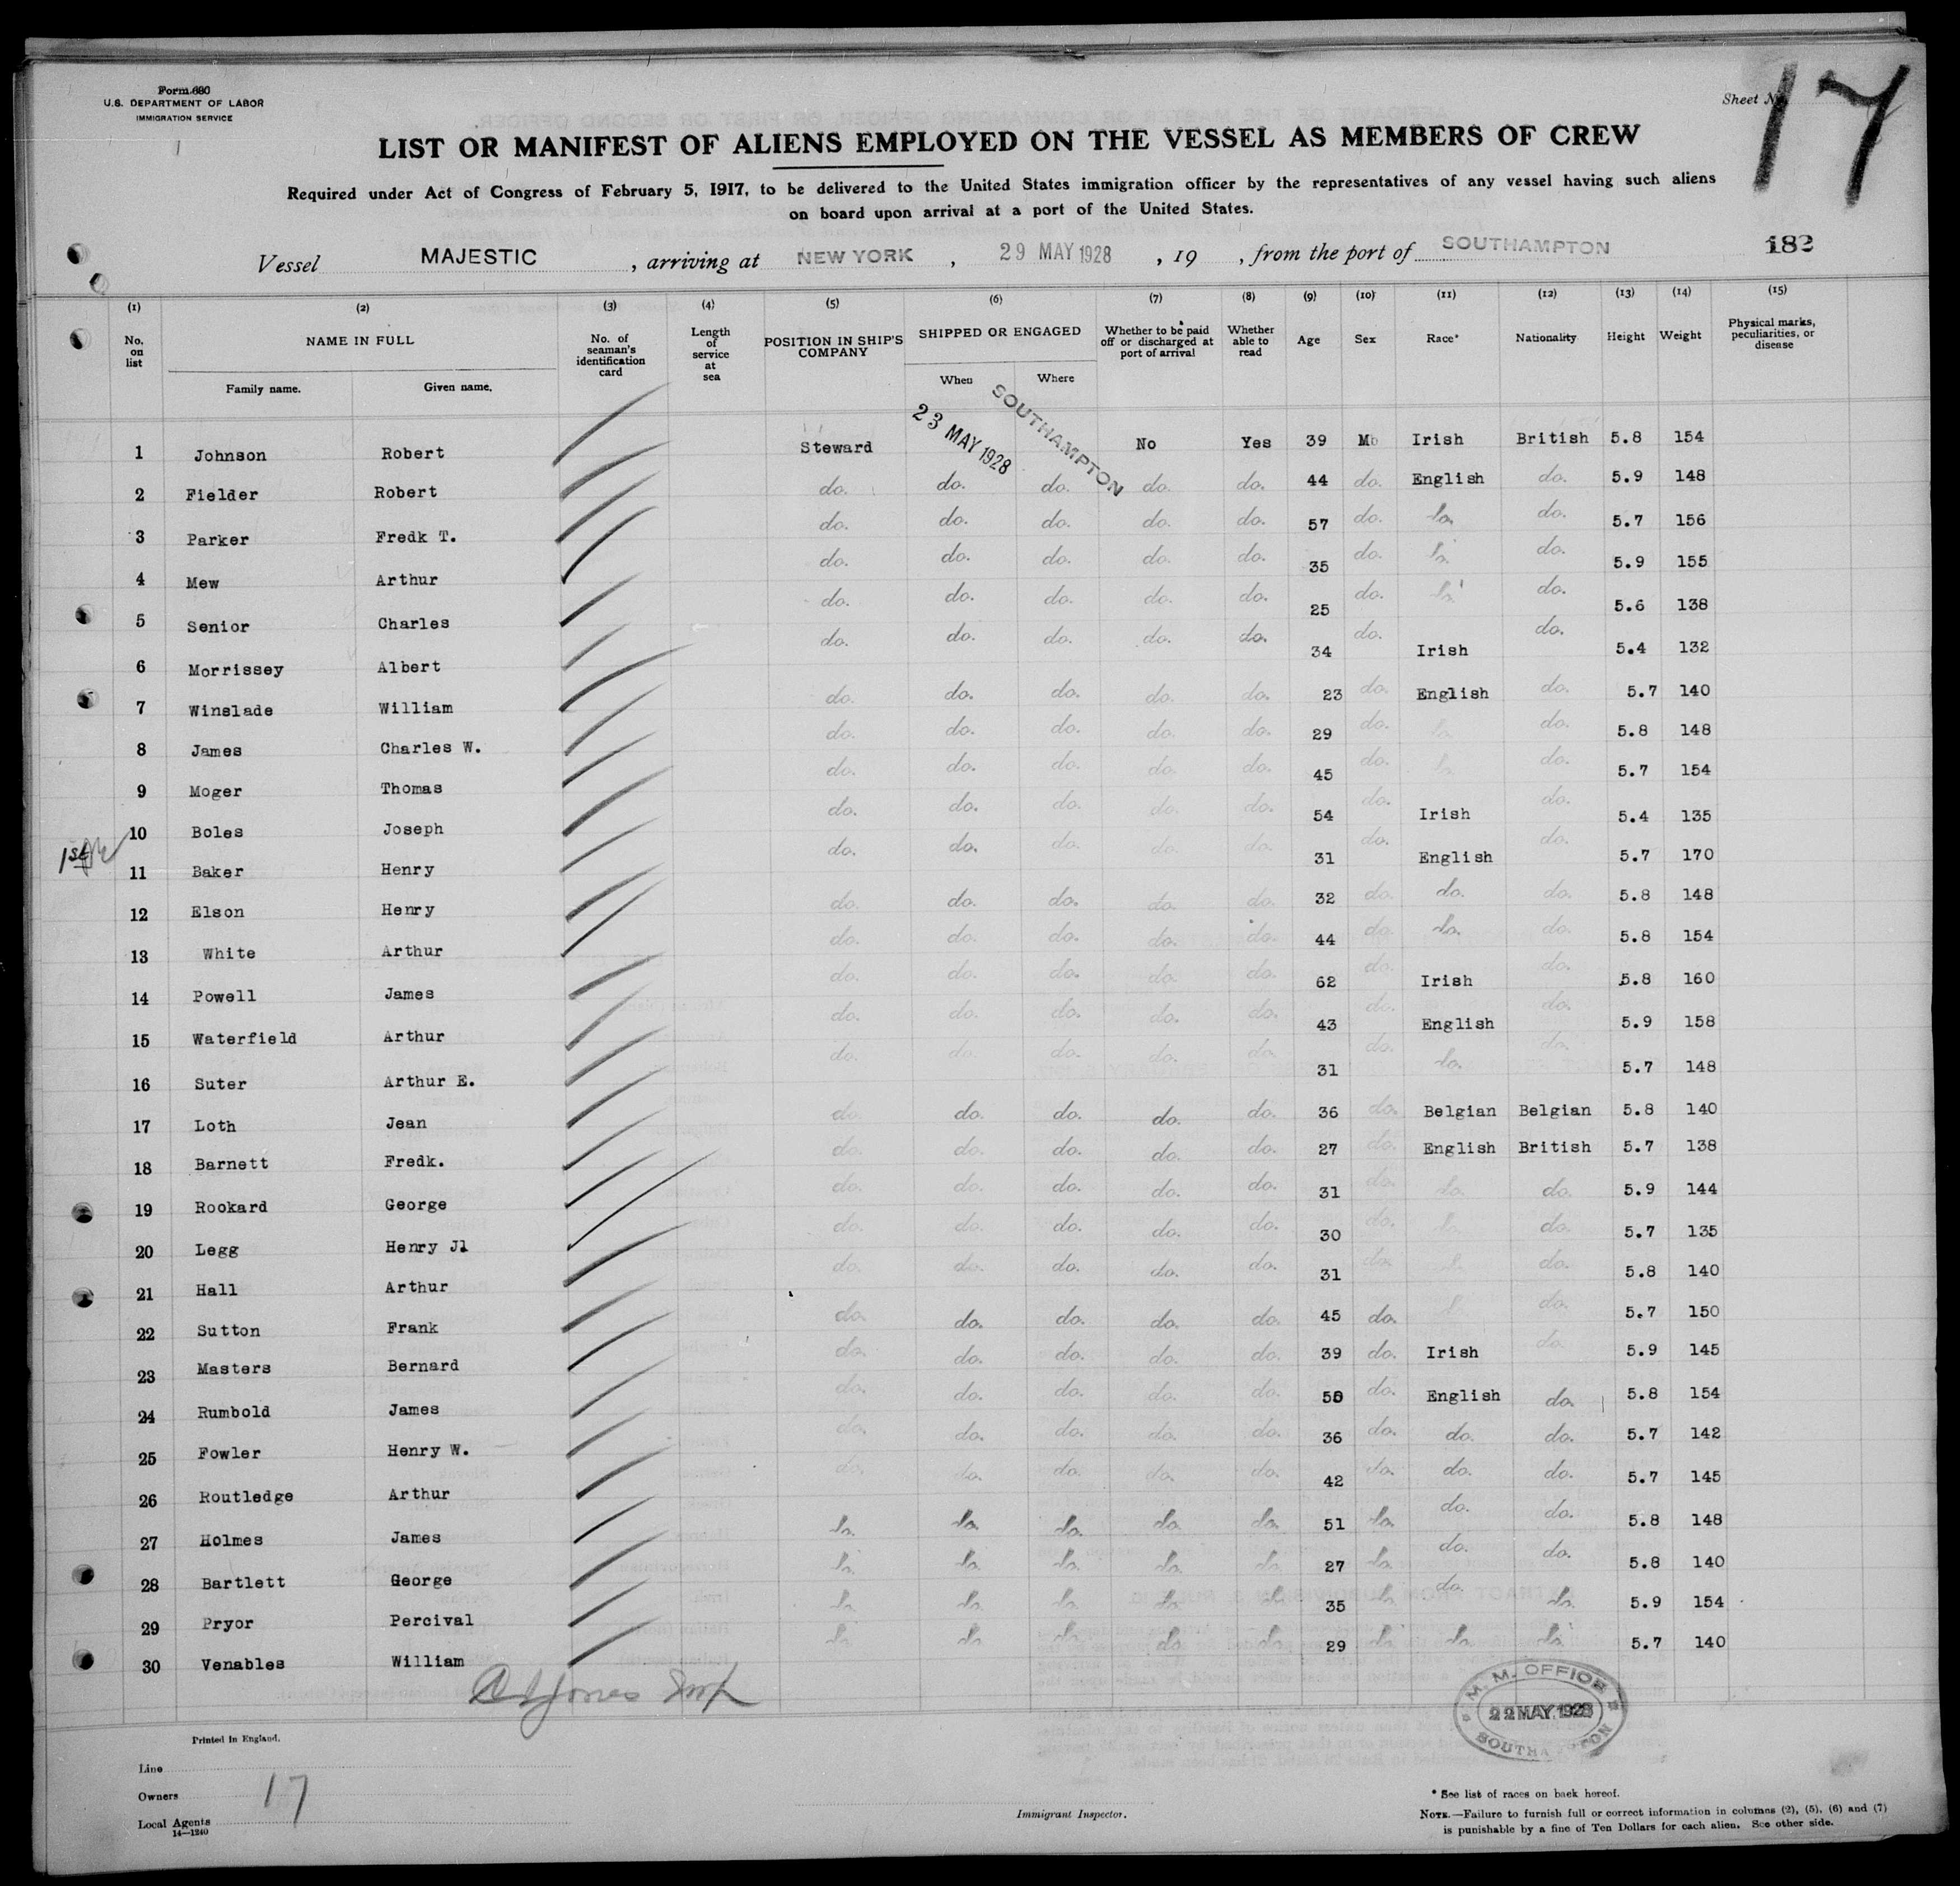 Form 680
U.S. DEPARTMENT OF LABOR
IMMIGRATION SERVICE
Sheet No.
17
LIST OR MANIFEST OF ALIENS EMPLOYED ON THE VESSEL AS MEMBERS OF CREW
Required under Act of Congress of February 5, 1917, to be delivered to the United States immigration officer by the representatives of any vessel having such aliens
on board upon arrival at a port of the United States.
Vessel MAJESTIC , arriving at NEW YORK , 29 MAY 1928 , 19 , from the port of SOUTHAMPTON 182
(1) (2) (3) (4) (5) (6) (7) (8) (9) (10) (11) (12) (13) (14) (15)
No. on list NAME IN FULL Family name. Given name. No. of seaman's identification card Length of service at sea POSITION IN SHIP'S COMPANY SHIPPED OR ENGAGED When Where Whether to be paid off or discharged at port of arrival Whether able to read Age Sex Race* Nationality Height Weight Physical marks, peculiarities, or disease
1 Johnson Robert Steward 23 MAY 1928 SOUTHAMPTON No Yes 39 M Irish British 5.8 154
2 Fielder Robert do. do. do. do. do. 44 do. English do. 5.9 148
3 Parker Fredk T. do. do. do. do. do. 57 do. do. do. 5.7 156
4 Mew Arthur do. do. do. do. do. 35 do. do. do. 5.9 155
5 Senior Charles do. do. do. do. do. 25 do. do. do. 5.6 138
6 Morrissey Albert do. do. do. do. do. 34 do. Irish do. 5.4 132
7 Winslade William do. do. do. do. do. 23 do. English do. 5.7 140
8 James Charles W. do. do. do. do. do. 29 do. do. do. 5.8 148
9 Moger Thomas do. do. do. do. do. 45 do. do. do. 5.7 154
10 Boles Joseph do. do. do. do. do. 54 do. Irish do. 5.4 135
1st
11 Baker Henry do. do. do. do. do. 31 do. English do. 5.7 170
12 Elson Henry do. do. do. do. do. 32 do. do. do. 5.8 148
13 White Arthur do. do. do. do. do. 44 do. do. do. 5.8 154
14 Powell James do. do. do. do. do. 62 do. Irish do. 5.8 160
15 Waterfield Arthur do. do. do. do. do. 43 do. English do. 5.9 158
16 Suter Arthur E. do. do. do. do. do. 31 do. do. do. 5.7 148
17 Loth Jean do. do. do. do. do. 36 do. Belgian Belgian 5.8 140
18 Barnett Fredk. do. do. do. do. do. 27 do. English British 5.7 138
19 Rookard George do. do. do. do. do. 31 do. do. do. 5.9 144
20 Legg Henry Jl do. do. do. do. do. 30 do. do. do. 5.7 135
21 Hall Arthur do. do. do. do. do. 31 do. do. do. 5.8 140
22 Sutton Frank do. do. do. do. do. 45 do. do. do. 5.7 150
23 Masters Bernard do. do. do. do. do. 39 do. Irish do. 5.9 145
24 Rumbold James do. do. do. do. do. 50 do. English do. 5.8 154
25 Fowler Henry W. do. do. do. do. do. 36 do. do. do. 5.7 142
26 Routledge Arthur do. do. do. do. do. 42 do. do. do. 5.7 145
27 Holmes James do. do. do. do. do. 51 do. do. do. 5.8 148
28 Bartlett George do. do. do. do. do. 27 do. do. do. 5.8 140
29 Pryor Percival do. do. do. do. do. 35 do. do. do. 5.9 154
30 Venables William do. do. do. do. do. 29 do. do. do. 5.7 140
Jones
M. M. OFFICE
22 MAY 1928
SOUTHAMPTON
Printed in England.
Line
Owners 17
Local Agents
14—1240
Immigrant Inspector.
* See list of races on back hereof.
NOTE.—Failure to furnish full or correct information in columns (2), (5), (6) and (7)
is punishable by a fine of Ten Dollars for each alien. See other side.